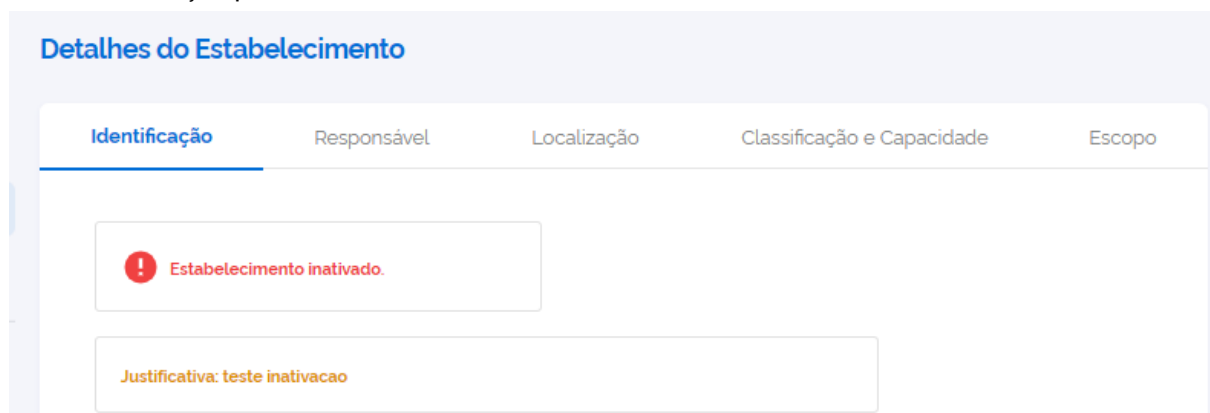 Detalhes do Estabelecimento
Identificação Responsável Localização Classificação e Capacidade Escopo
Estabelecimento inativado.
Justificativa: teste inativacao